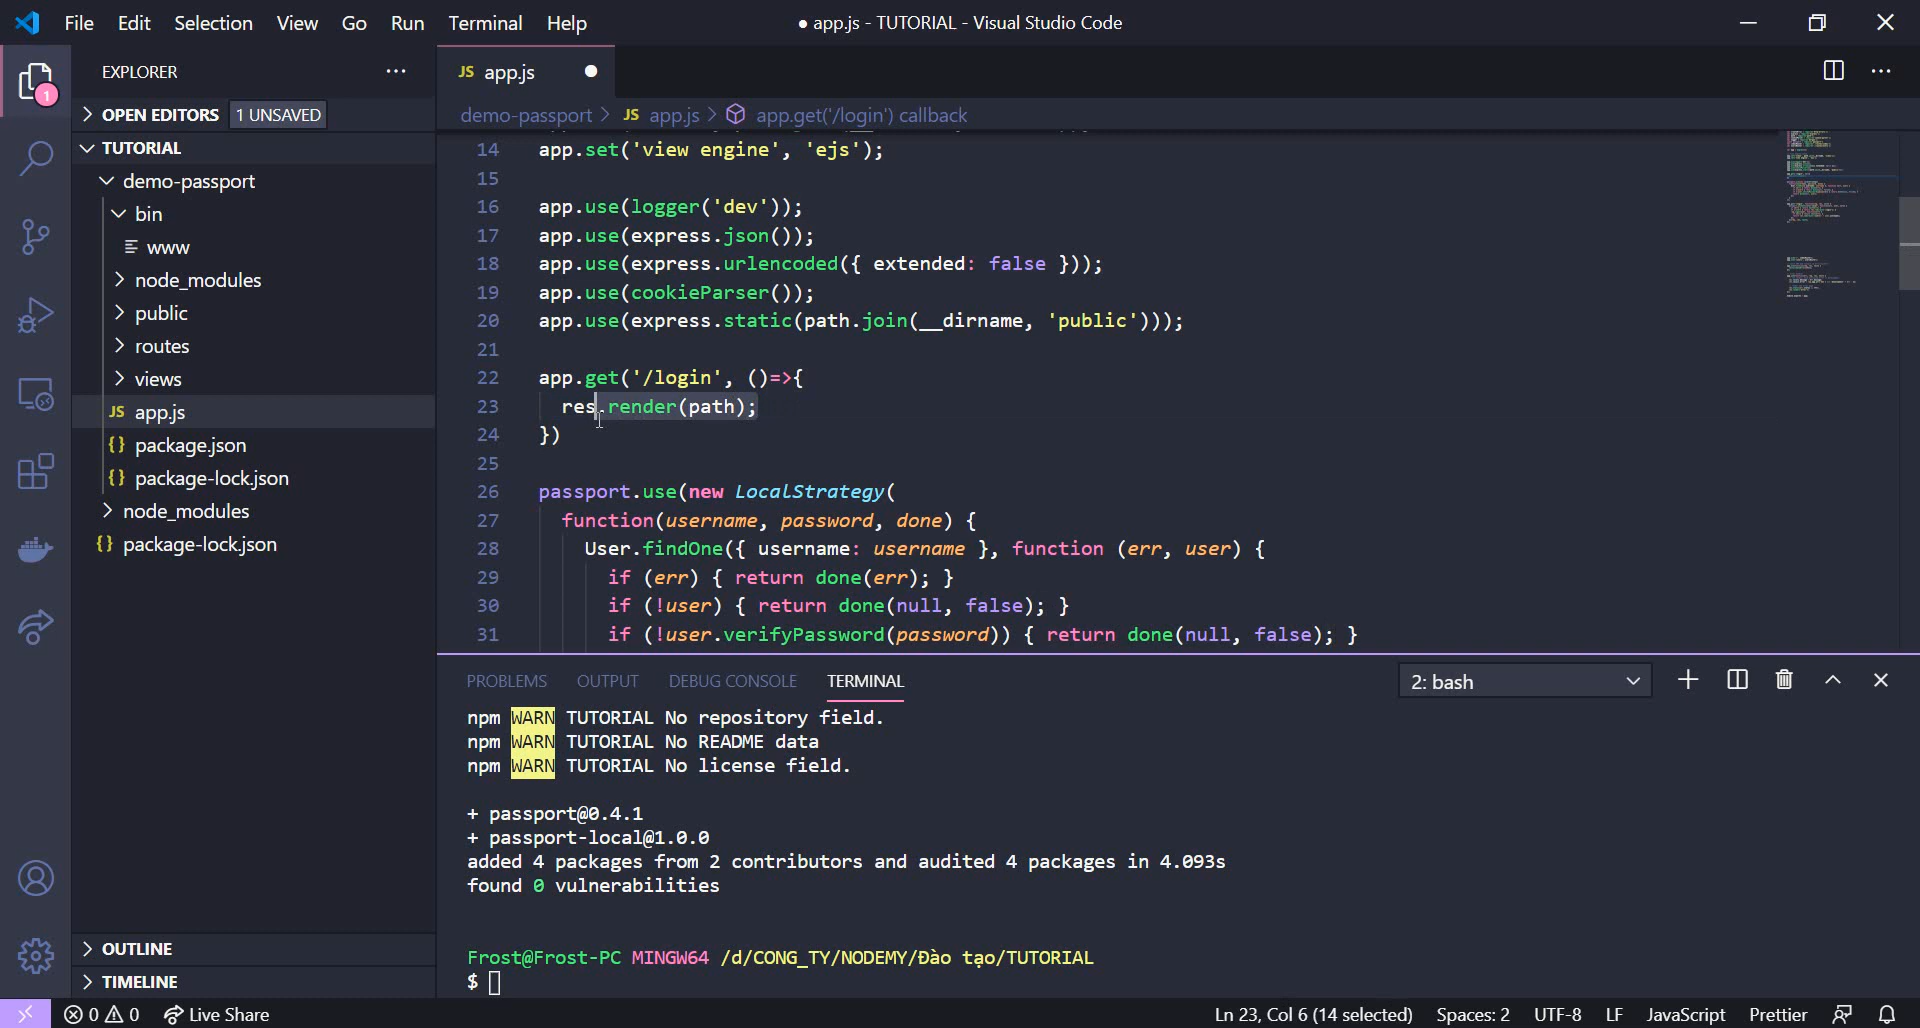 File Edit Selection View Go Run Terminal Help
● app.js - TUTORIAL - Visual Studio Code
EXPLORER
1
OPEN EDITORS 1 UNSAVED
TUTORIAL
demo-passport
bin
www
node_modules
public
routes
views
JS app.js
{} package.json
{} package-lock.json
node_modules
{} package-lock.json
OUTLINE
TIMELINE
JS app.js
demo-passport > JS app.js > app.get('/login') callback
14 app.set('view engine', 'ejs');
15
16 app.use(logger('dev'));
17 app.use(express.json());
18 app.use(express.urlencoded({ extended: false }));
19 app.use(cookieParser());
20 app.use(express.static(path.join(__dirname, 'public')));
21
22 app.get('/login', ()=>{
23 res.render(path);
24 })
25
26 passport.use(new LocalStrategy(
27 function(username, password, done) {
28 User.findOne({ username: username }, function (err, user) {
29 if (err) { return done(err); }
30 if (!user) { return done(null, false); }
31 if (!user.verifyPassword(password)) { return done(null, false); }
PROBLEMS OUTPUT DEBUG CONSOLE TERMINAL
2: bash
npm WARN TUTORIAL No repository field.
npm WARN TUTORIAL No README data
npm WARN TUTORIAL No license field.
+ passport@0.4.1
+ passport-local@1.0.0
added 4 packages from 2 contributors and audited 4 packages in 4.093s
found 0 vulnerabilities
Frost@Frost-PC MINGW64 /d/CONG_TY/NODEMY/Đào tạo/TUTORIAL
$
0 0 Live Share
Ln 23, Col 6 (14 selected) Spaces: 2 UTF-8 LF JavaScript Prettier